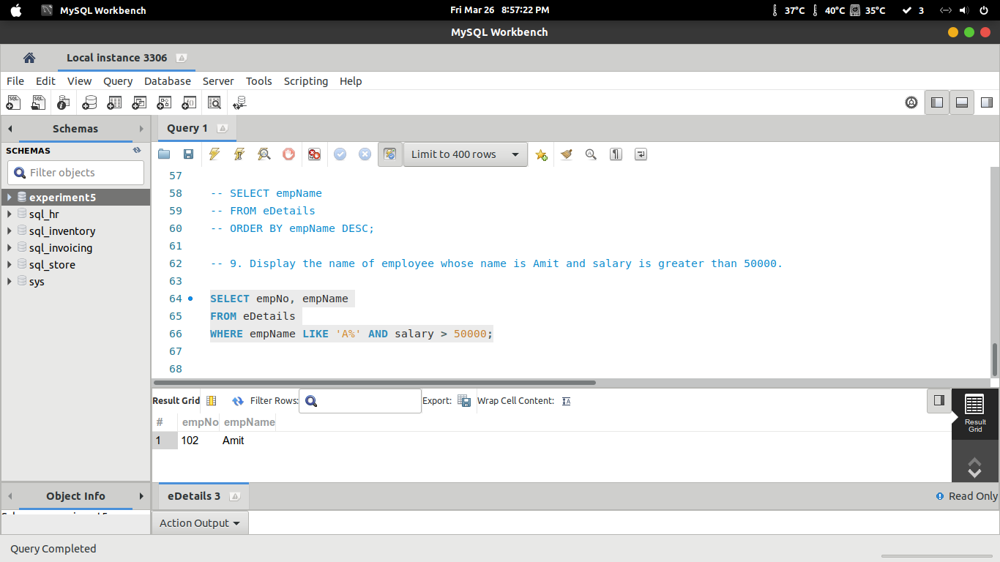 MySQL Workbench
Fri Mar 26 8:57:22 PM
37°C 40°C 35°C 3
MySQL Workbench
Local instance 3306
File Edit View Query Database Server Tools Scripting Help
Schemas
Query 1
SCHEMAS
Limit to 400 rows
Filter objects
experiment5
sql_hr
sql_inventory
sql_invoicing
sql_store
sys
57
58 -- SELECT empName
59 -- FROM eDetails
60 -- ORDER BY empName DESC;
61
62 -- 9. Display the name of employee whose name is Amit and salary is greater than 50000.
63
64 SELECT empNo, empName
65 FROM eDetails
66 WHERE empName LIKE 'A%' AND salary > 50000;
67
68
Result Grid Filter Rows: Export: Wrap Cell Content:
# empNo empName
1 102 Amit
Result
Grid
Object Info
eDetails 3
Read Only
Action Output
Query Completed